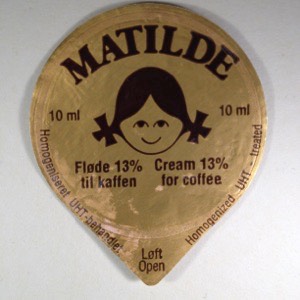 MATILDE
10 ml
10 ml
Fløde 13%
til kaffen
Cream 13%
for coffee
Homogeniseret UHT-behandlet
Homogenized UHT - treated
Løft
Open